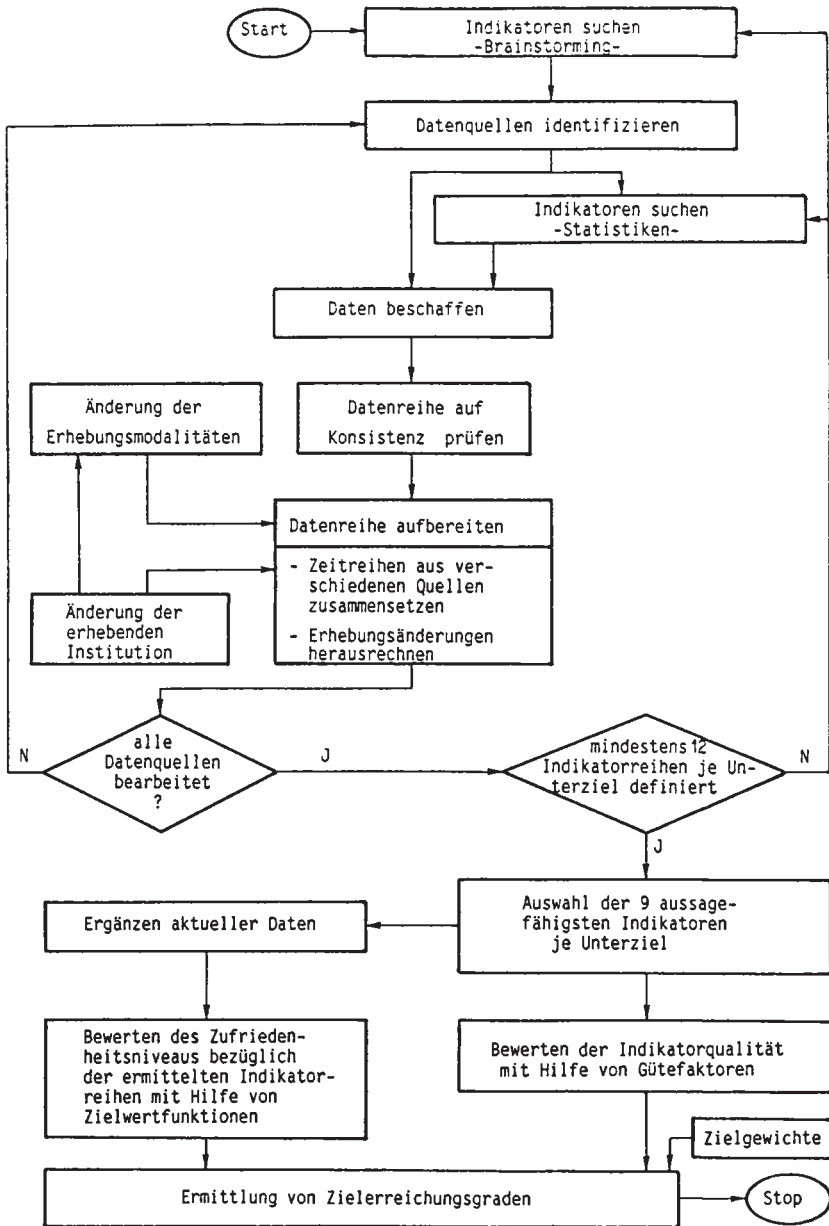 Start
Indikatoren suchen
-Brainstorming-
Datenquellen identifizieren
Indikatoren suchen
-Statistiken-
Daten beschaffen
Änderung der
Erhebungsmodalitäten
Datenreihe auf
Konsistenz prüfen
Datenreihe aufbereiten
- Zeitreihen aus ver-
schiedenen Quellen
zusammensetzen
- Erhebungsänderungen
herausrechnen
Änderung der
erhebenden
Institution
N
alle
Datenquellen
bearbeitet
?
J
mindestens 12
Indikatorreihen je Un-
terziel definiert
N
J
Ergänzen aktueller Daten
Auswahl der 9 aussage-
fähigsten Indikatoren
je Unterziel
Bewerten des Zufrieden-
heitsniveaus bezüglich
der ermittelten Indikator-
reihen mit Hilfe von
Zielwertfunktionen
Bewerten der Indikatorqualität
mit Hilfe von Gütefaktoren
Zielgewichte
Ermittlung von Zielerreichungsgraden
Stop